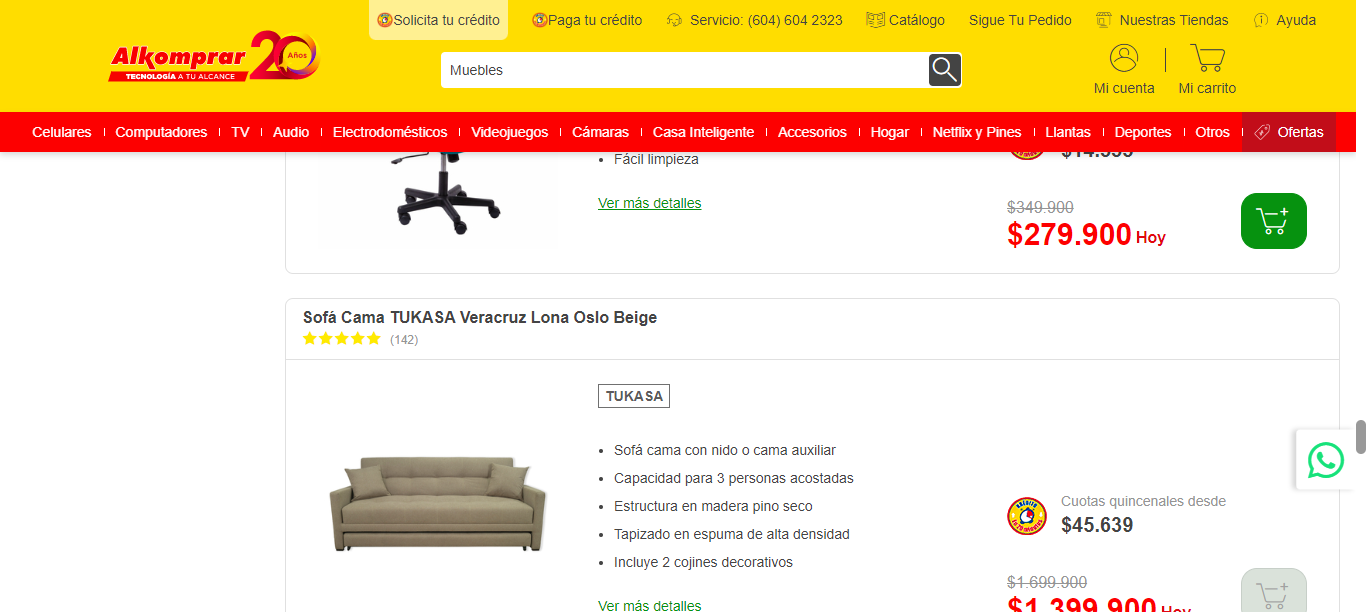 Solicita tu crédito
Paga tu crédito
Servicio: (604) 604 2323
Catálogo
Sigue Tu Pedido
Nuestras Tiendas
Ayuda
Alkomprar 20 Años
TECNOLOGÍA A TU ALCANCE
Muebles
Mi cuenta
Mi carrito
Celulares
Computadores
TV
Audio
Electrodomésticos
Videojuegos
Cámaras
Casa Inteligente
Accesorios
Hogar
Netflix y Pines
Llantas
Deportes
Otros
Ofertas
Fácil limpieza
Ver más detalles
$349.900
$279.900 Hoy
Sofá Cama TUKASA Veracruz Lona Oslo Beige
(142)
TUKASA
Sofá cama con nido o cama auxiliar
Capacidad para 3 personas acostadas
Estructura en madera pino seco
Tapizado en espuma de alta densidad
Incluye 2 cojines decorativos
Ver más detalles
Cuotas quincenales desde
$45.639
$1.699.900
$1.399.900 Hoy